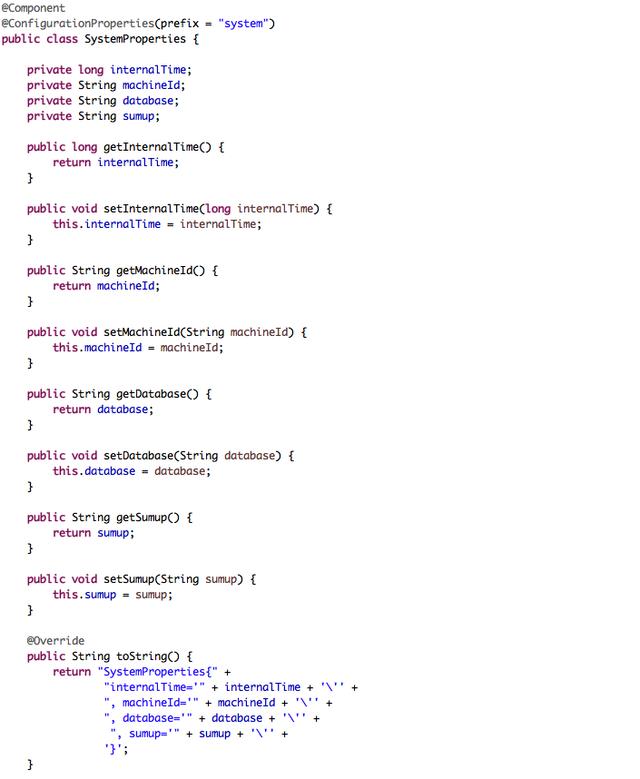 @Component
@ConfigurationProperties(prefix = "system")
public class SystemProperties {
private long internalTime;
private String machineId;
private String database;
private String sumup;
public long getInternalTime() {
return internalTime;
}
public void setInternalTime(long internalTime) {
this.internalTime = internalTime;
}
public String getMachineId() {
return machineId;
}
public void setMachineId(String machineId) {
this.machineId = machineId;
}
public String getDatabase() {
return database;
}
public void setDatabase(String database) {
this.database = database;
}
public String getSumup() {
return sumup;
}
public void setSumup(String sumup) {
this.sumup = sumup;
}
@Override
public String toString() {
return "SystemProperties{" +
"internalTime='" + internalTime + '\'' +
", machineId='" + machineId + '\'' +
", database='" + database + '\'' +
", sumup='" + sumup + '\'' +
'}';
}